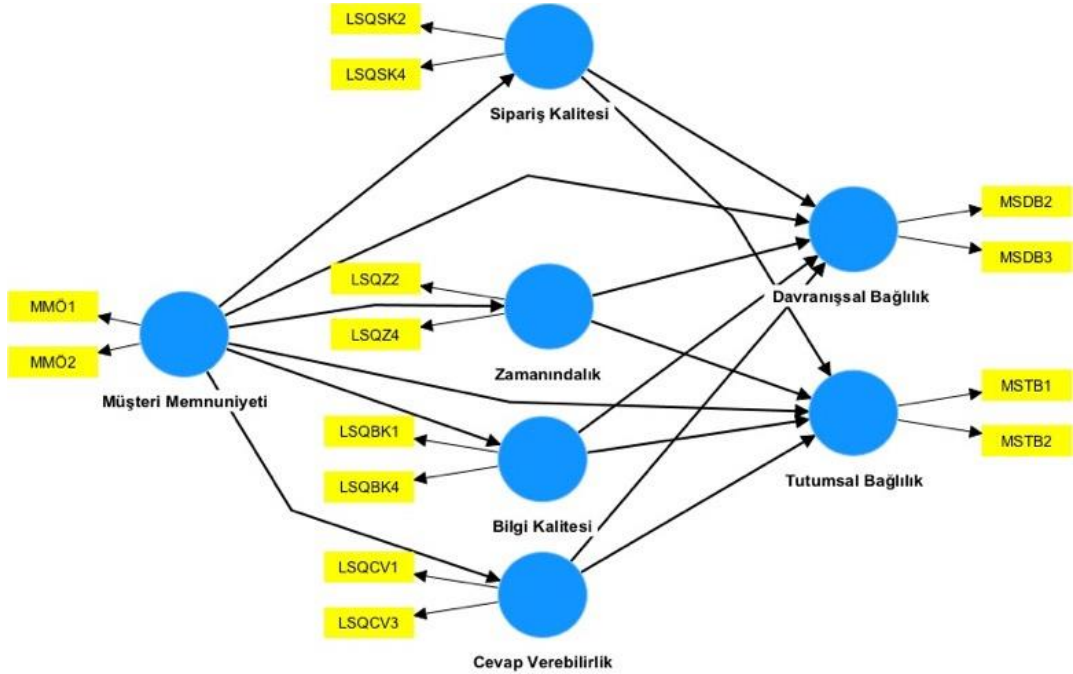 LSQSK2
LSQSK4
Sipariş Kalitesi
MSDB2
MSDB3
Davranışsal Bağlılık
LSQZ2
LSQZ4
Zamanındalık
MMÖ1
MMÖ2
Müşteri Memnuniyeti
MSTB1
MSTB2
Tutumsal Bağlılık
LSQBK1
LSQBK4
Bilgi Kalitesi
LSQCV1
LSQCV3
Cevap Verebilirlik